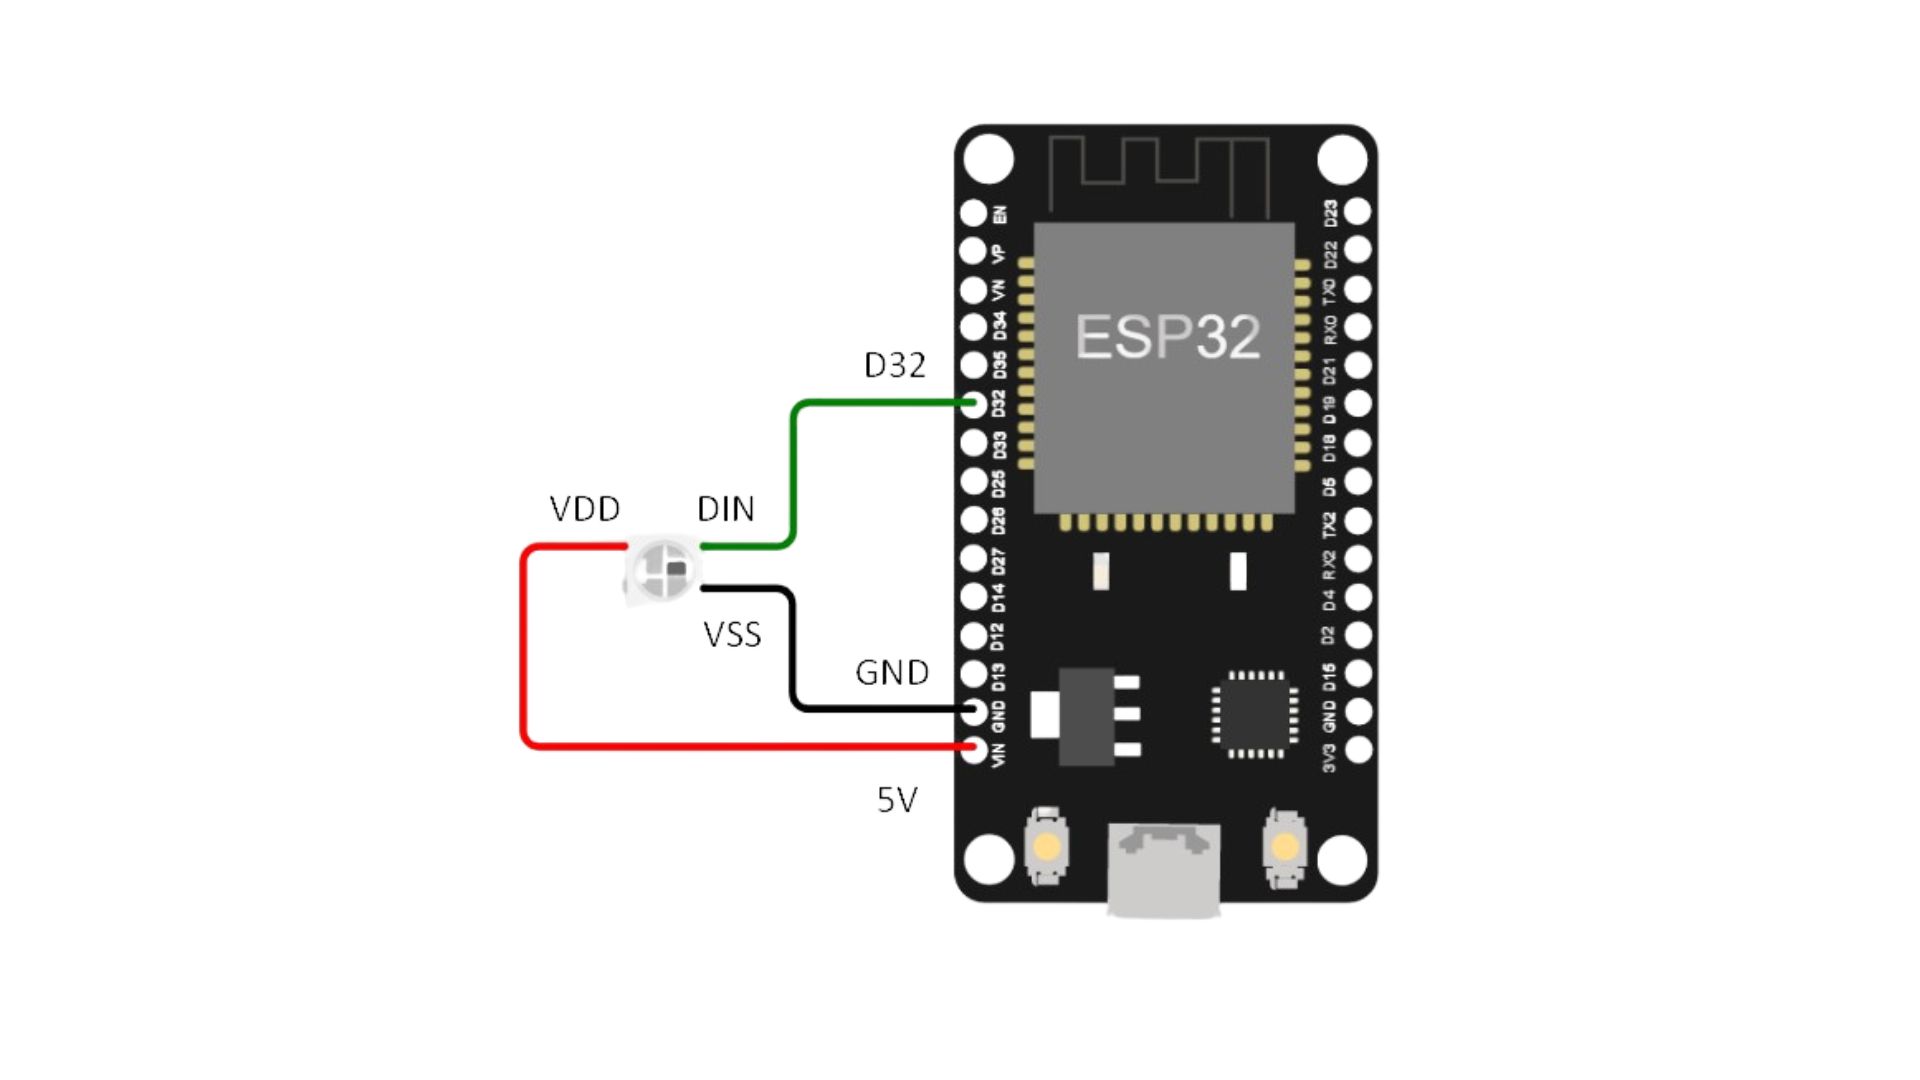 D32
VDD
DIN
VSS
GND
5V
ESP32
EN
VP
VN
D34
D35
D32
D33
D25
D26
D27
D14
D12
D13
GND
VIN
D23
D22
TX0
RX0
D21
D19
D18
D5
TX2
RX2
D4
D2
D15
GND
3V3